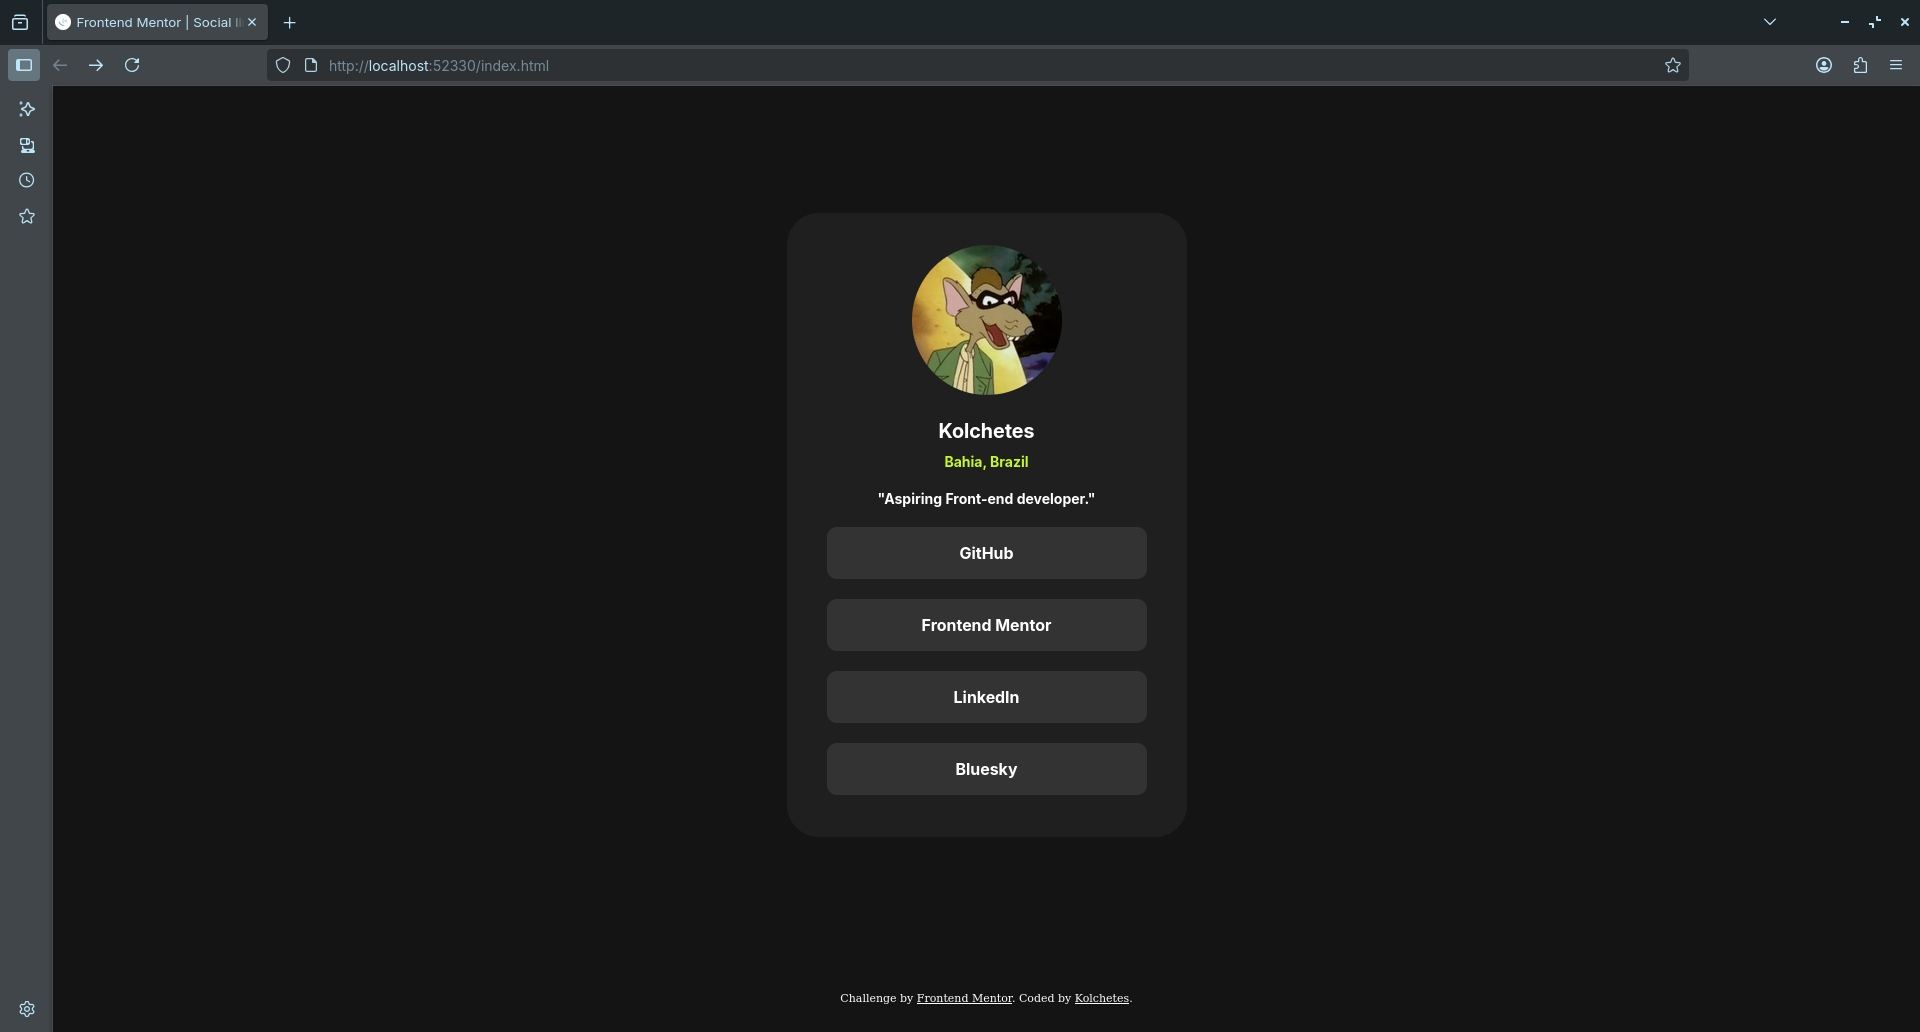 Frontend Mentor | Social li
http://localhost:52330/index.html
Kolchetes
Bahia, Brazil
"Aspiring Front-end developer."
GitHub
Frontend Mentor
LinkedIn
Bluesky
Challenge by Frontend Mentor. Coded by Kolchetes.